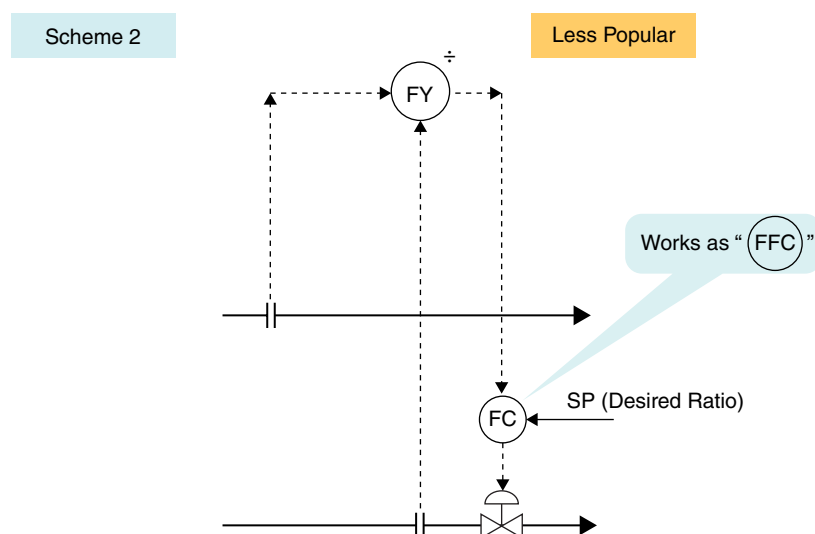 Scheme 2
Less Popular
÷
FY
Works as “ FFC ”
SP (Desired Ratio)
FC